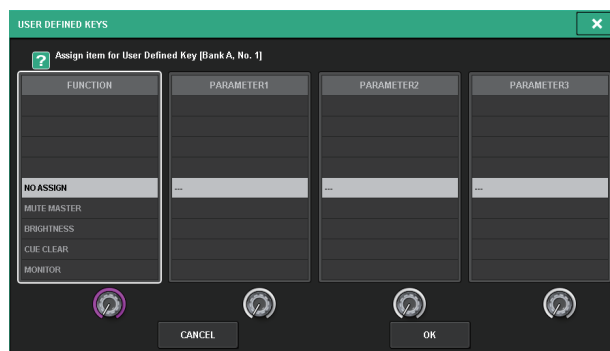 USER DEFINED KEYS
? Assign item for User Defined Key [Bank A, No. 1]
FUNCTION PARAMETER1 PARAMETER2 PARAMETER3
NO ASSIGN --- --- ---
MUTE MASTER
BRIGHTNESS
CUE CLEAR
MONITOR
CANCEL OK